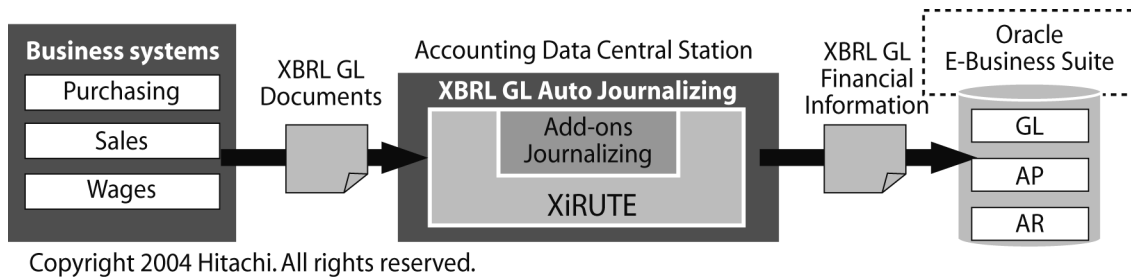 Business systems
Purchasing
Sales
Wages
XBRL GL
Documents
Accounting Data Central Station
XBRL GL Auto Journalizing
Add-ons
Journalizing
XiRUTE
XBRL GL
Financial
Information
Oracle
E-Business Suite
GL
AP
AR
Copyright 2004 Hitachi. All rights reserved.